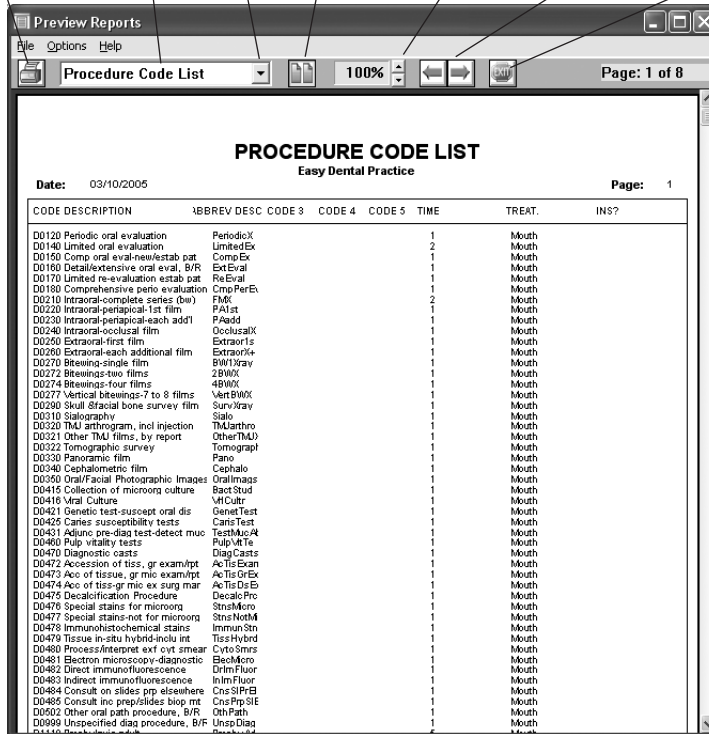 Preview Reports
File Options Help
Procedure Code List 100% EXIT Page: 1 of 8
PROCEDURE CODE LIST
Easy Dental Practice
Date: 03/10/2005 Page: 1
CODE DESCRIPTION ABBREV DESC CODE 3 CODE 4 CODE 5 TIME TREAT. INS?
D0120 Periodic oral evaluation PeriodicX 1 Mouth
D0140 Limited oral evaluation LimitedEx 2 Mouth
D0150 Comp oral eval-new/estab pat CompEx 1 Mouth
D0160 Detail/extensive oral eval, B/R ExtEval 1 Mouth
D0170 Limited re-evaluation estab pat ReEval 1 Mouth
D0180 Comprehensive perio evaluation CmpPerEv 1 Mouth
D0210 Intraoral-complete series (bw) FMX 2 Mouth
D0220 Intraoral-periapical-1st film PA1st 1 Mouth
D0230 Intraoral-periapical-each add'l PAadd 1 Mouth
D0240 Intraoral-occlusal film OcclusalX 1 Mouth
D0250 Extraoral-first film Extraor1s 1 Mouth
D0260 Extraoral-each additional film ExtraorX+ 1 Mouth
D0270 Bitewing-single film BW1Xray 1 Mouth
D0272 Bitewings-two films 2BWX 1 Mouth
D0274 Bitewings-four films 4BWX 1 Mouth
D0277 Vertical bitewings-7 to 8 films VertBWX 1 Mouth
D0290 Skull &facial bone survey film SurvXray 1 Mouth
D0310 Sialography Sialo 1 Mouth
D0320 TMJ arthrogram, incl injection TMJarthro 1 Mouth
D0321 Other TMJ films, by report OtherTMJ 1 Mouth
D0322 Tomographic survey Tomograph 1 Mouth
D0330 Panoramic film Pano 1 Mouth
D0340 Cephalometric film Cephalo 1 Mouth
D0350 Oral/Facial Photographic Images OralImags 1 Mouth
D0415 Collection of microorg culture BactStud 1 Mouth
D0416 Viral Culture VrlCultr 1 Mouth
D0421 Genetic test-suscept oral dis GenetTest 1 Mouth
D0425 Caries susceptibility tests CarisTest 1 Mouth
D0431 Adjunc pre-diag test-detect muc TestMucAb 1 Mouth
D0460 Pulp vitality tests PulpVitTe 1 Mouth
D0470 Diagnostic casts DiagCasts 1 Mouth
D0472 Accession of tiss, gr exam/rpt AcTisExan 1 Mouth
D0473 Acc of tissue, gr mic exam/rpt AcTisGrEx 1 Mouth
D0474 Acc of tiss-gr mic ex surg mar AcTisDsEx 1 Mouth
D0475 Decalcification Procedure DecalcPrc 1 Mouth
D0476 Special stains for microorg StnsMicro 1 Mouth
D0477 Special stains-not for microorg StnsNotMi 1 Mouth
D0478 Immunohistochemical stains ImmunStn 1 Mouth
D0479 Tissue in-situ hybrid-inclu int TissHybrd 1 Mouth
D0480 Process/interpret exf cyt smear CytoSmrs 1 Mouth
D0481 Electron microscopy-diagnostic ElecMicro 1 Mouth
D0482 Direct immunofluorescence DrImFluor 1 Mouth
D0483 Indirect immunofluorescence InImFluor 1 Mouth
D0484 Consult on slides prp elsewhere CnsSlPrE 1 Mouth
D0485 Consult inc prep/slides biop mt CnsPrpSlE 1 Mouth
D0502 Other oral path procedure, B/R OthPath 1 Mouth
D0999 Unspecified diag procedure, B/F UnspDiag 1 Mouth